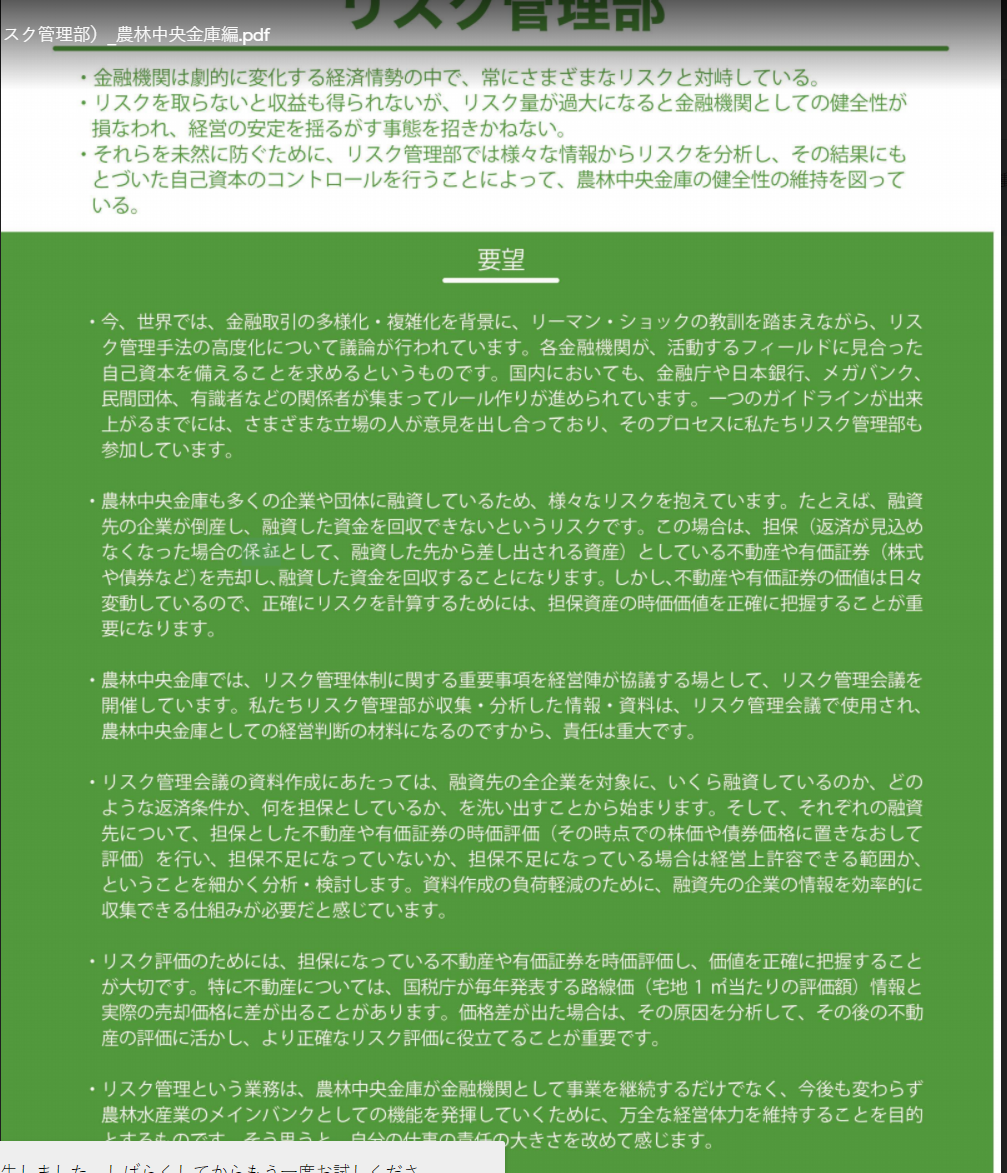 リスク管理部
スク管理部）_農林中央金庫編.pdf
・金融機関は劇的に変化する経済情勢の中で、常にさまざまなリスクと対峙している。
・リスクを取らないと収益も得られないが、リスク量が過大になると金融機関としての健全性が
損なわれ、経営の安定を揺るがす事態を招きかねない。
・それらを未然に防ぐために、リスク管理部では様々な情報からリスクを分析し、その結果にも
とづいた自己資本のコントロールを行うことによって、農林中央金庫の健全性の維持を図って
いる。
要望
・今、世界では、金融取引の多様化・複雑化を背景に、リーマン・ショックの教訓を踏まえながら、リス
ク管理手法の高度化について議論が行われています。各金融機関が、活動するフィールドに見合った
自己資本を備えることを求めるというものです。国内においても、金融庁や日本銀行、メガバンク、
民間団体、有識者などの関係者が集まってルール作りが進められています。一つのガイドラインが出来
上がるまでには、さまざまな立場の人が意見を出し合っており、そのプロセスに私たちリスク管理部も
参加しています。
・農林中央金庫も多くの企業や団体に融資しているため、様々なリスクを抱えています。たとえば、融資
先の企業が倒産し、融資した資金を回収できないというリスクです。この場合は、担保（返済が見込め
なくなった場合の保証として、融資した先から差し出される資産）としている不動産や有価証券（株式
や債券など）を売却し、融資した資金を回収することになります。しかし、不動産や有価証券の価値は日々
変動しているので、正確にリスクを計算するためには、担保資産の時価価値を正確に把握することが重
要になります。
・農林中央金庫では、リスク管理体制に関する重要事項を経営陣が協議する場として、リスク管理会議を
開催しています。私たちリスク管理部が収集・分析した情報・資料は、リスク管理会議で使用され、
農林中央金庫としての経営判断の材料になるのですから、責任は重大です。
・リスク管理会議の資料作成にあたっては、融資先の全企業を対象に、いくら融資しているのか、どの
ような返済条件か、何を担保としているか、を洗い出すことから始まります。そして、それぞれの融資
先について、担保とした不動産や有価証券の時価評価（その時点での株価や債券価格に置きなおして
評価）を行い、担保不足になっていないか、担保不足になっている場合は経営上許容できる範囲か、
ということを細かく分析・検討します。資料作成の負荷軽減のために、融資先の企業の情報を効率的に
収集できる仕組みが必要だと感じています。
・リスク評価のためには、担保になっている不動産や有価証券を時価評価し、価値を正確に把握すること
が大切です。特に不動産については、国税庁が毎年発表する路線価（宅地 1 ㎡当たりの評価額）情報と
実際の売却価格に差が出ることがあります。価格差が出た場合は、その原因を分析して、その後の不動
産の評価に活かし、より正確なリスク評価に役立てることが重要です。
・リスク管理という業務は、農林中央金庫が金融機関として事業を継続するだけでなく、今後も変わらず
農林水産業のメインバンクとしての機能を発揮していくために、万全な経営体力を維持することを目的
とするものです。そう思うと、自分の仕事の責任の大きさを改めて感じます。
生しました。しばらくしてからもう一度お試しくださ